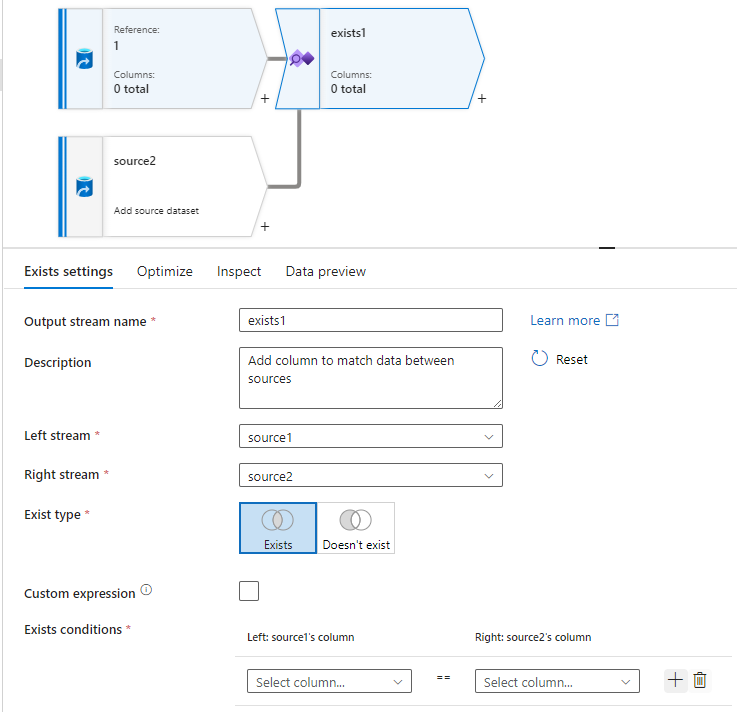 Reference:
1
Columns:
0 total
+
exists1
Columns:
0 total
+
source2
Add source dataset
+
Exists settings Optimize Inspect Data preview
Output stream name * exists1 Learn more
Description Add column to match data between
sources
Reset
Left stream * source1
Right stream * source2
Exist type * Exists Doesn't exist
Custom expression
Exists conditions * Left: source1's column Right: source2's column
Select column... == Select column... +